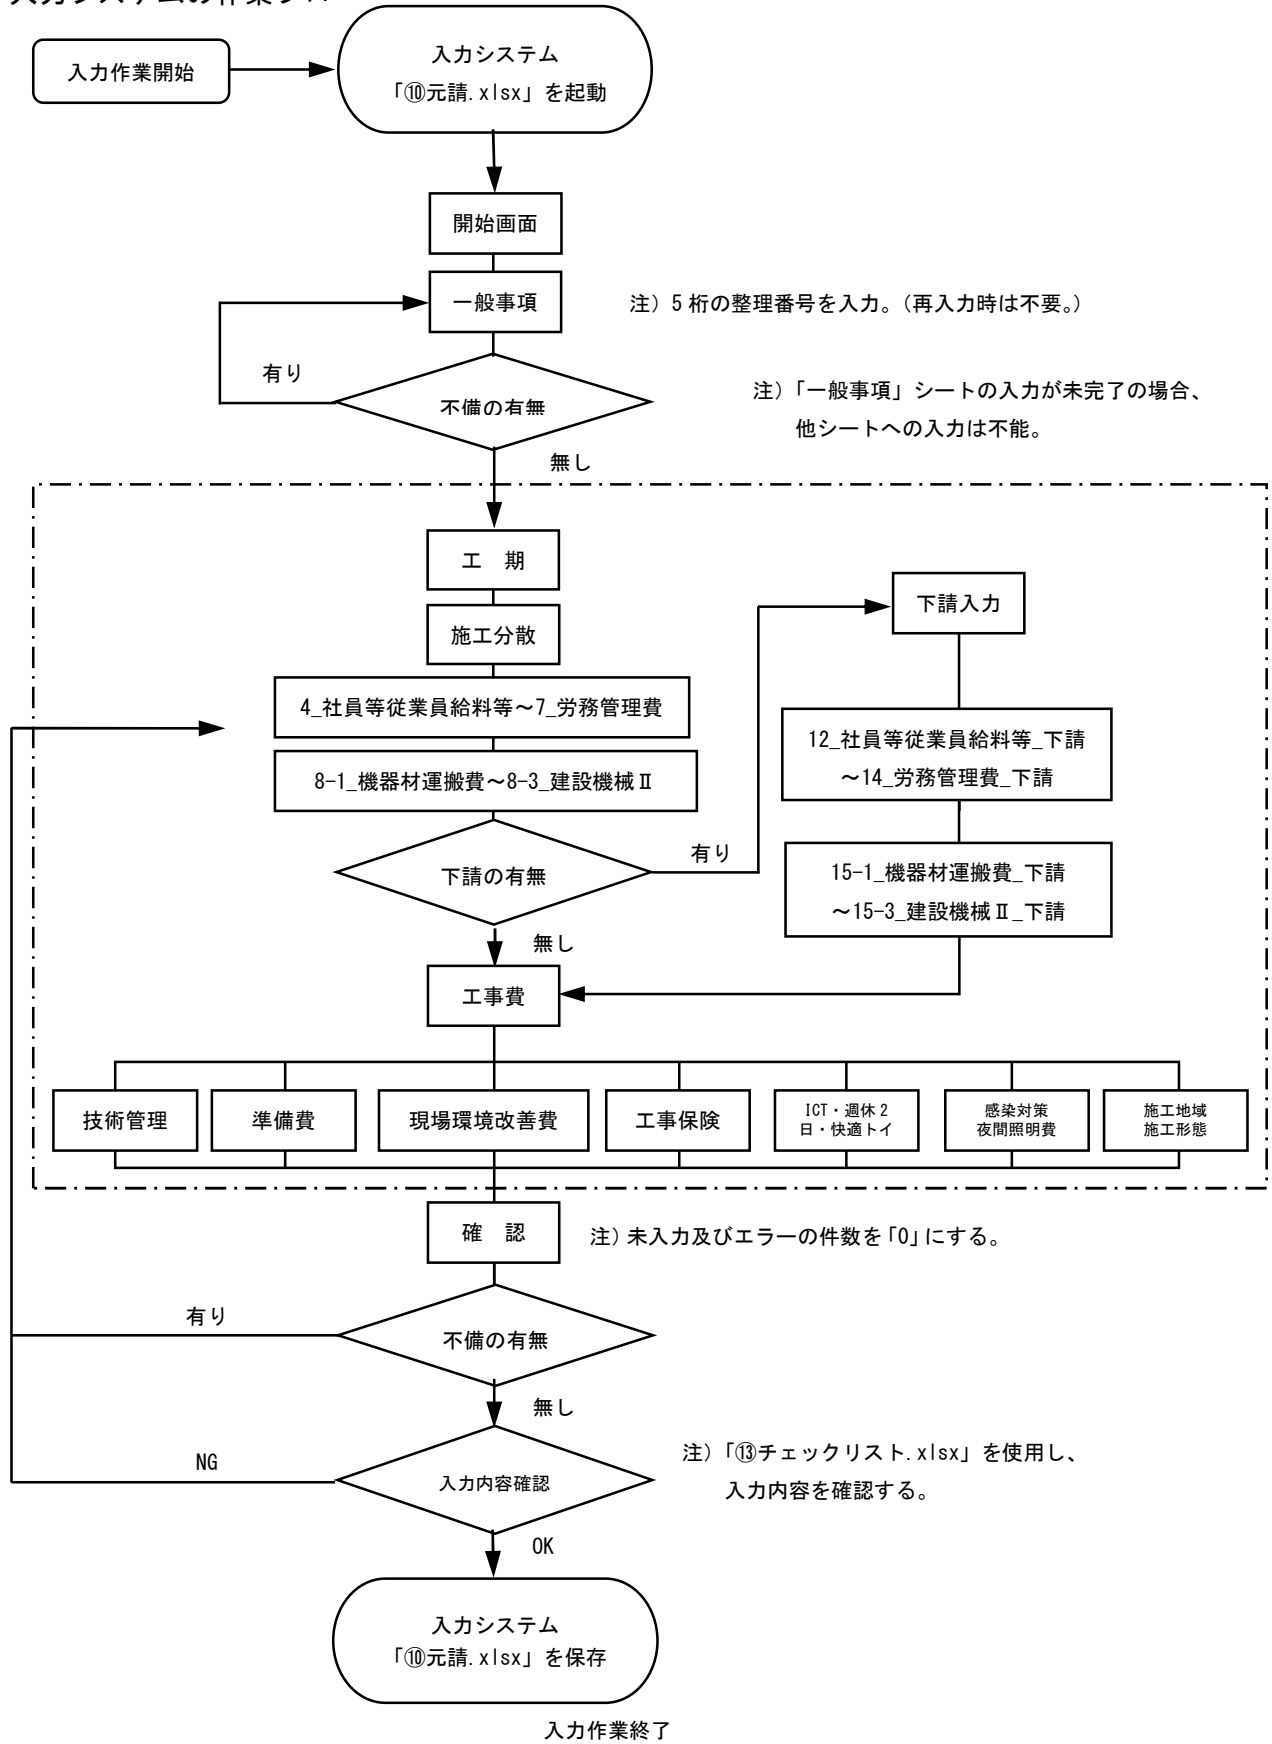 入力システム
入力作業開始
「⑩元請.xlsx」を起動
開始画面
一般事項
注）5桁の整理番号を入力。（再入力時は不要。）
有り
不備の有無
注）「一般事項」シートの入力が未完了の場合、
他シートへの入力は不能。
無し
工　期
下請入力
施工分散
4_社員等従業員給料等～7_労務管理費
12_社員等従業員給料等_下請
～14_労務管理費_下請
8-1_機器材運搬費～8-3_建設機械Ⅱ
有り
下請の有無
15-1_機器材運搬費_下請
～15-3_建設機械Ⅱ_下請
無し
工事費
技術管理
準備費
現場環境改善費
工事保険
ICT・週休2
日・快適トイ
感染対策
夜間照明費
施工地域
施工形態
確　認
注）未入力及びエラーの件数を「0」にする。
有り
不備の有無
無し
NG
入力内容確認
注）「⑬チェックリスト.xlsx」を使用し、
入力内容を確認する。
OK
入力システム
「⑩元請.xlsx」を保存
入力作業終了